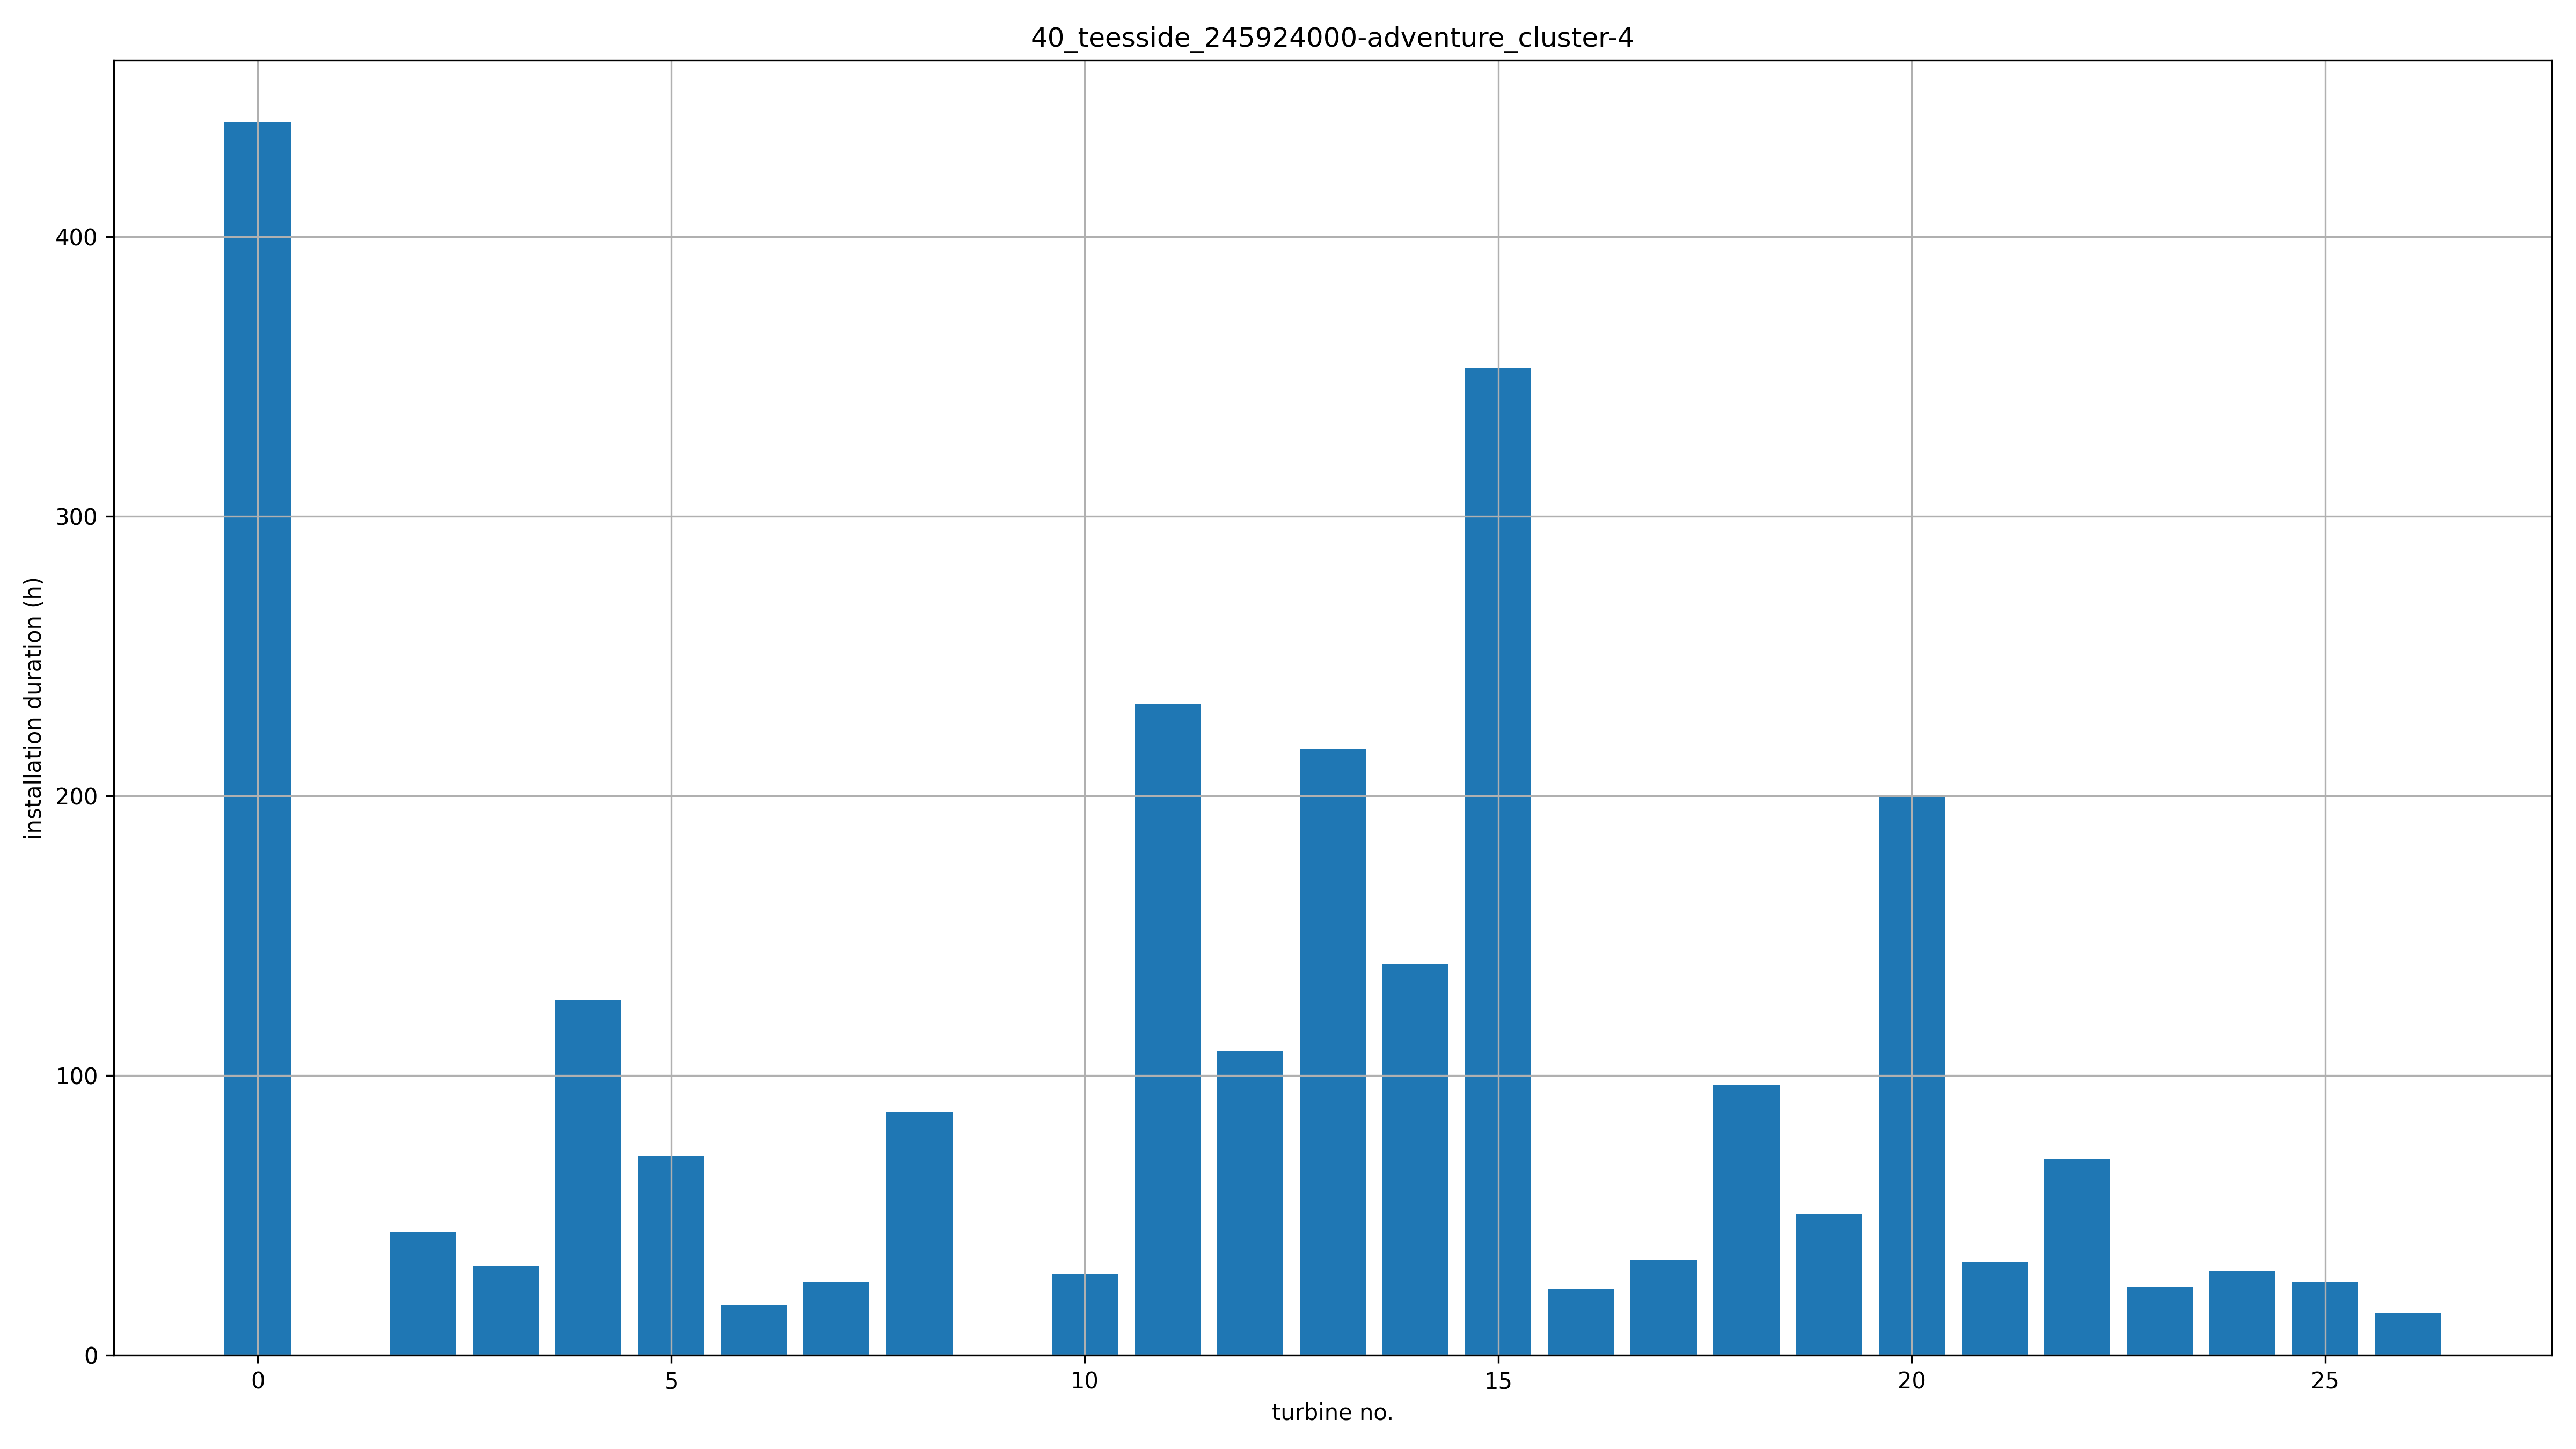 40_teesside_245924000-adventure_cluster-4
installation duration (h)
400
300
200
100
0
0 5 10 15 20 25
turbine no.